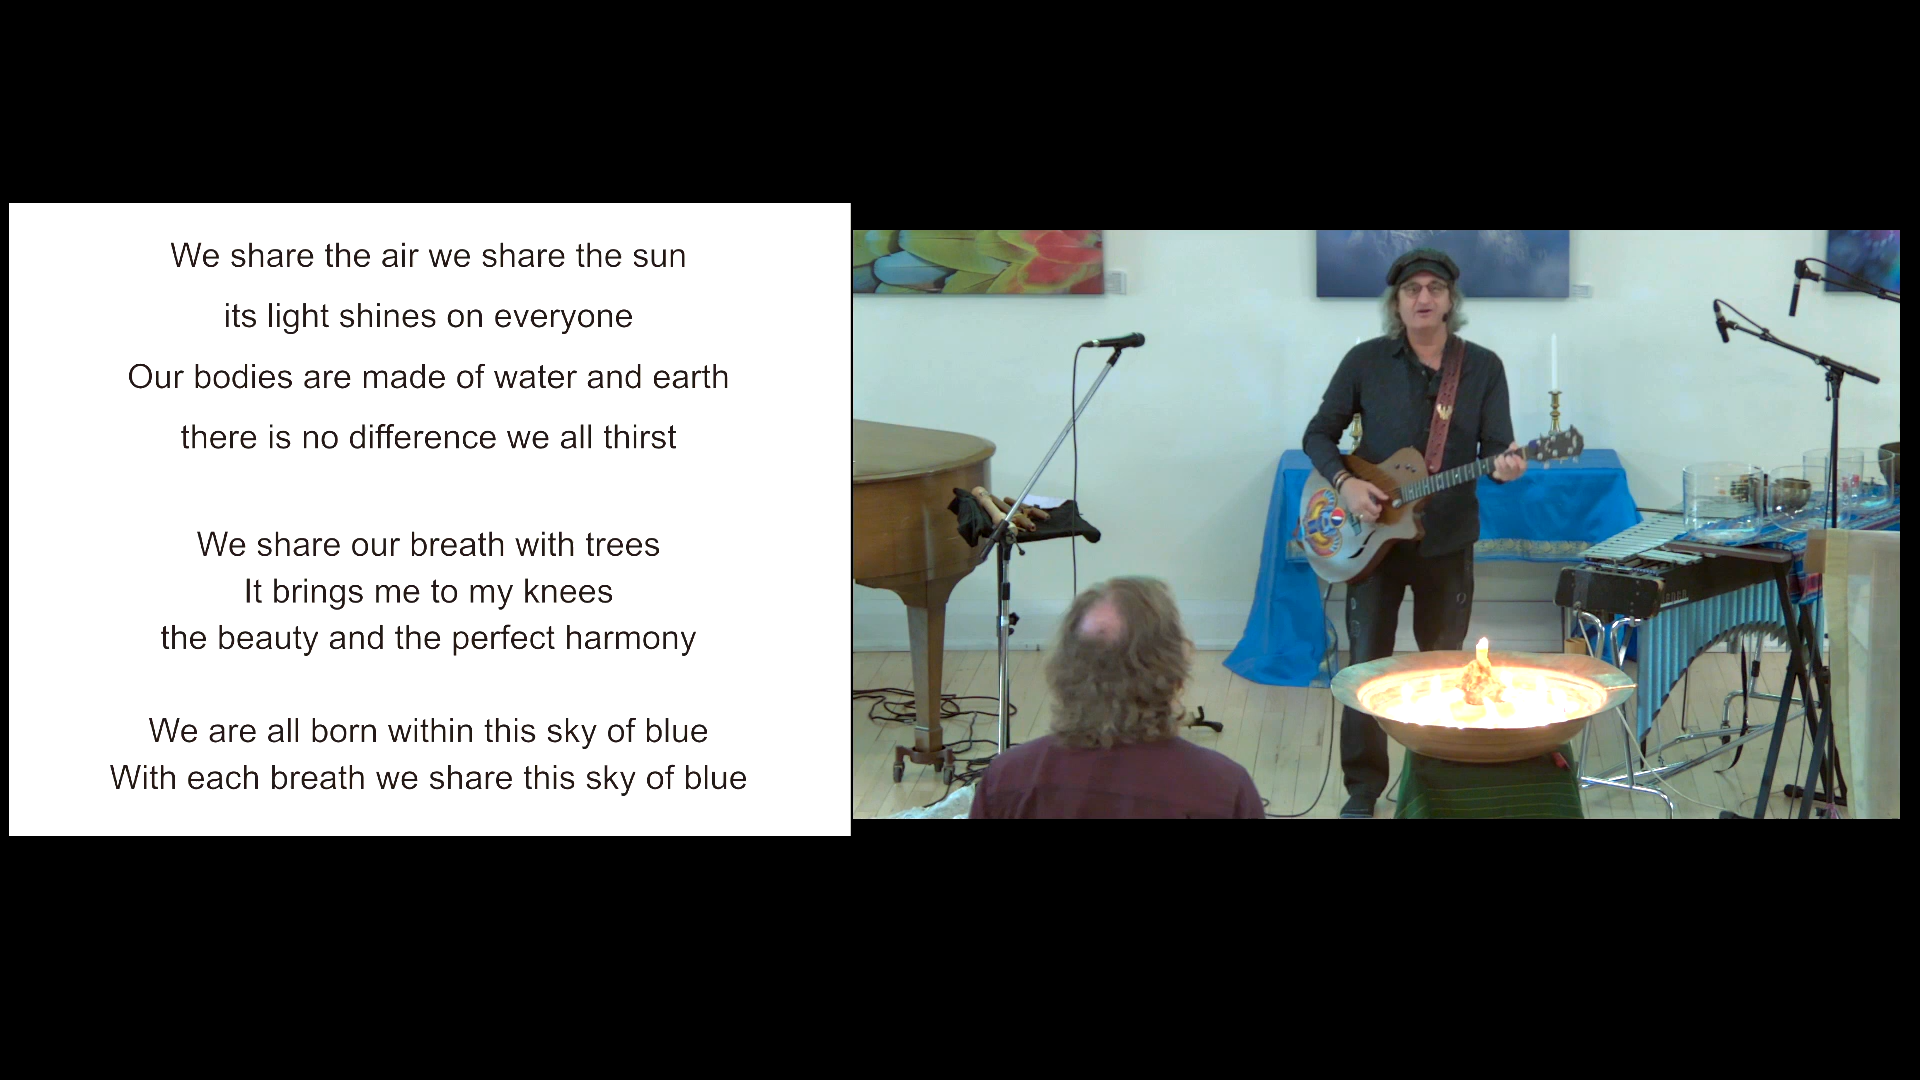 We share the air we share the sun
its light shines on everyone
Our bodies are made of water and earth
there is no difference we all thirst
We share our breath with trees
It brings me to my knees
the beauty and the perfect harmony
We are all born within this sky of blue
With each breath we share this sky of blue